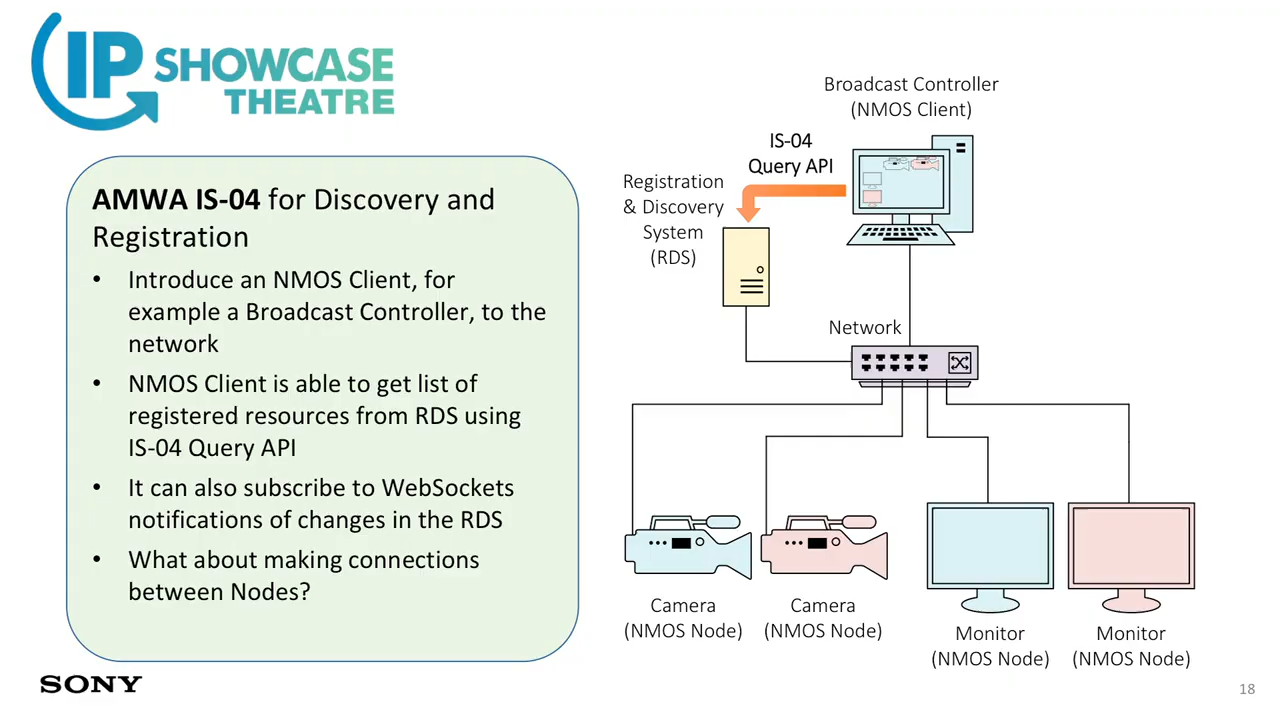 IP SHOWCASE
THEATRE
AMWA IS-04 for Discovery and
Registration
• Introduce an NMOS Client, for
example a Broadcast Controller, to the
network
• NMOS Client is able to get list of
registered resources from RDS using
IS-04 Query API
• It can also subscribe to WebSockets
notifications of changes in the RDS
• What about making connections
between Nodes?
Broadcast Controller
(NMOS Client)
IS-04
Query API
Registration
& Discovery
System
(RDS)
Network
Camera
(NMOS Node)
Camera
(NMOS Node)
Monitor
(NMOS Node)
Monitor
(NMOS Node)
SONY
18